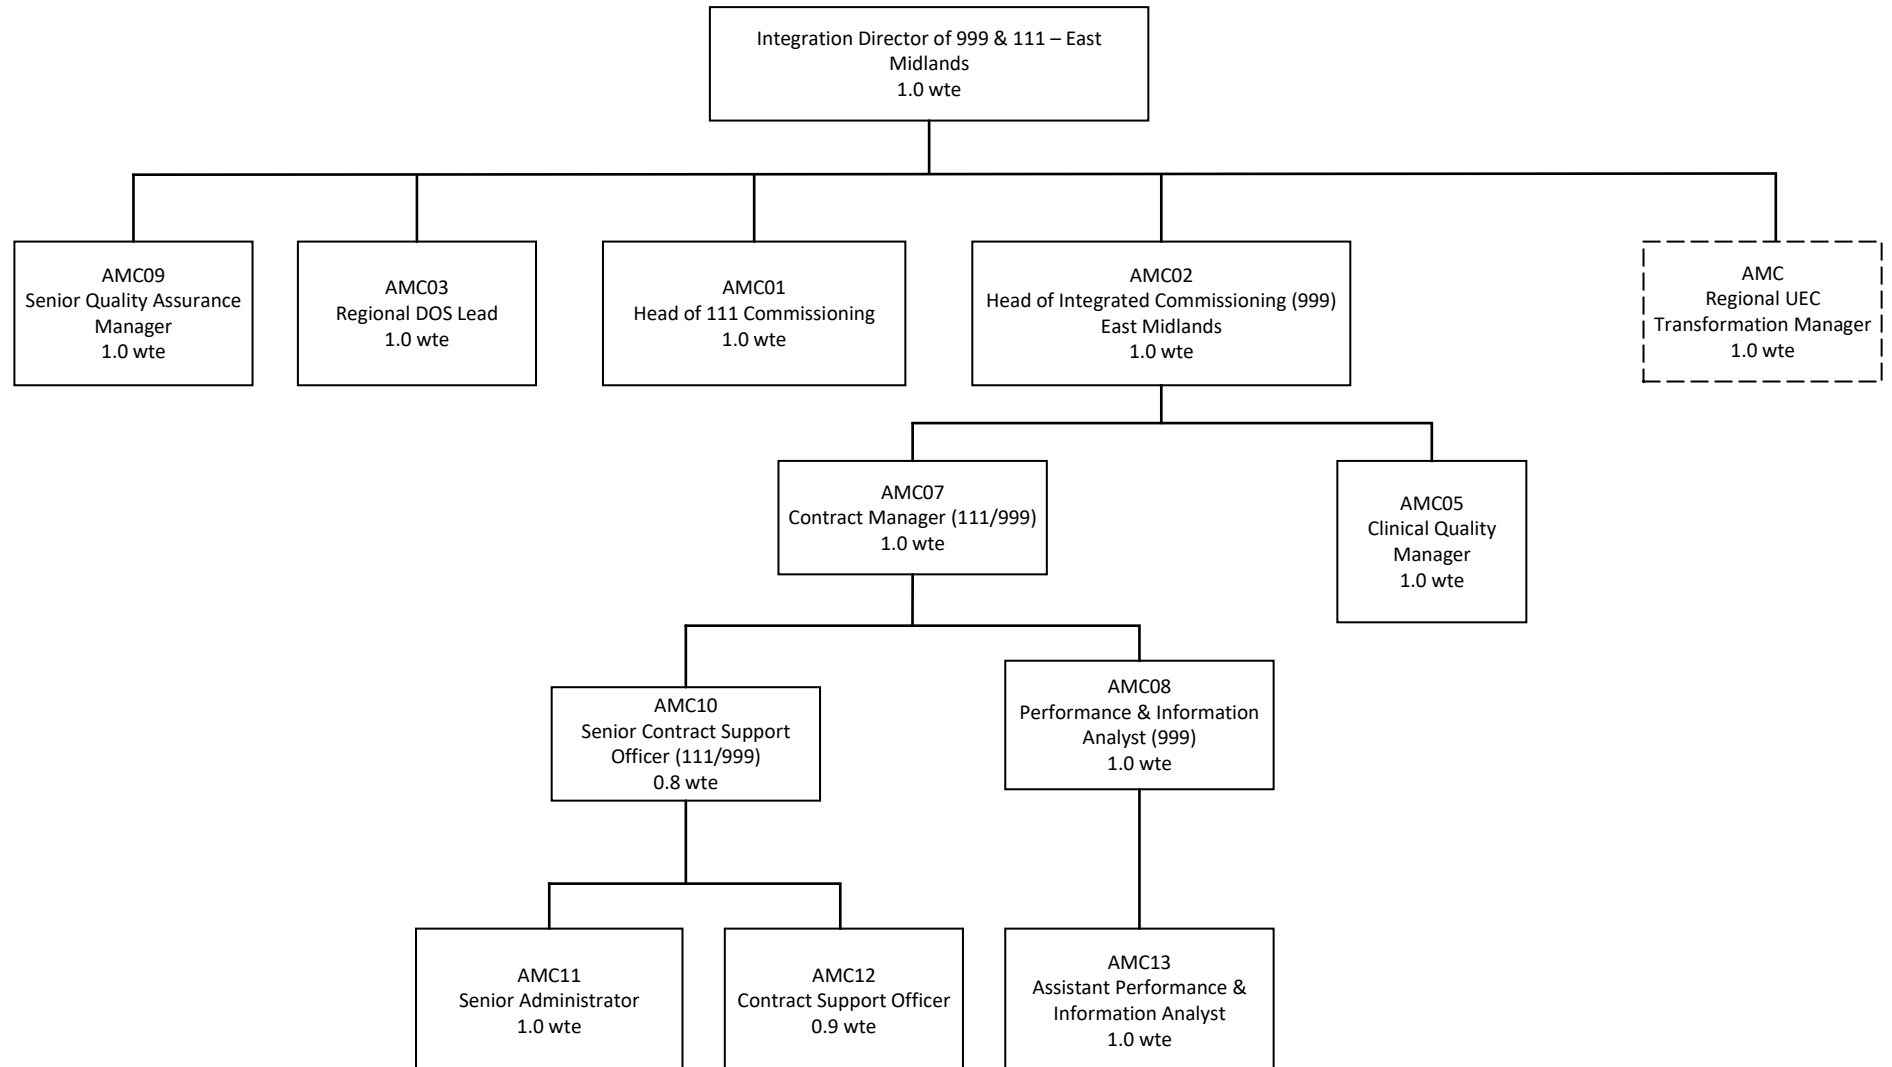 Integration Director of 999 & 111 – East
Midlands
1.0 wte
AMC09
Senior Quality Assurance
Manager
1.0 wte
AMC03
Regional DOS Lead
1.0 wte
AMC01
Head of 111 Commissioning
1.0 wte
AMC02
Head of Integrated Commissioning (999)
East Midlands
1.0 wte
AMC
Regional UEC
Transformation Manager
1.0 wte
AMC07
Contract Manager (111/999)
1.0 wte
AMC05
Clinical Quality
Manager
1.0 wte
AMC10
Senior Contract Support
Officer (111/999)
0.8 wte
AMC08
Performance & Information
Analyst (999)
1.0 wte
AMC11
Senior Administrator
1.0 wte
AMC12
Contract Support Officer
0.9 wte
AMC13
Assistant Performance &
Information Analyst
1.0 wte